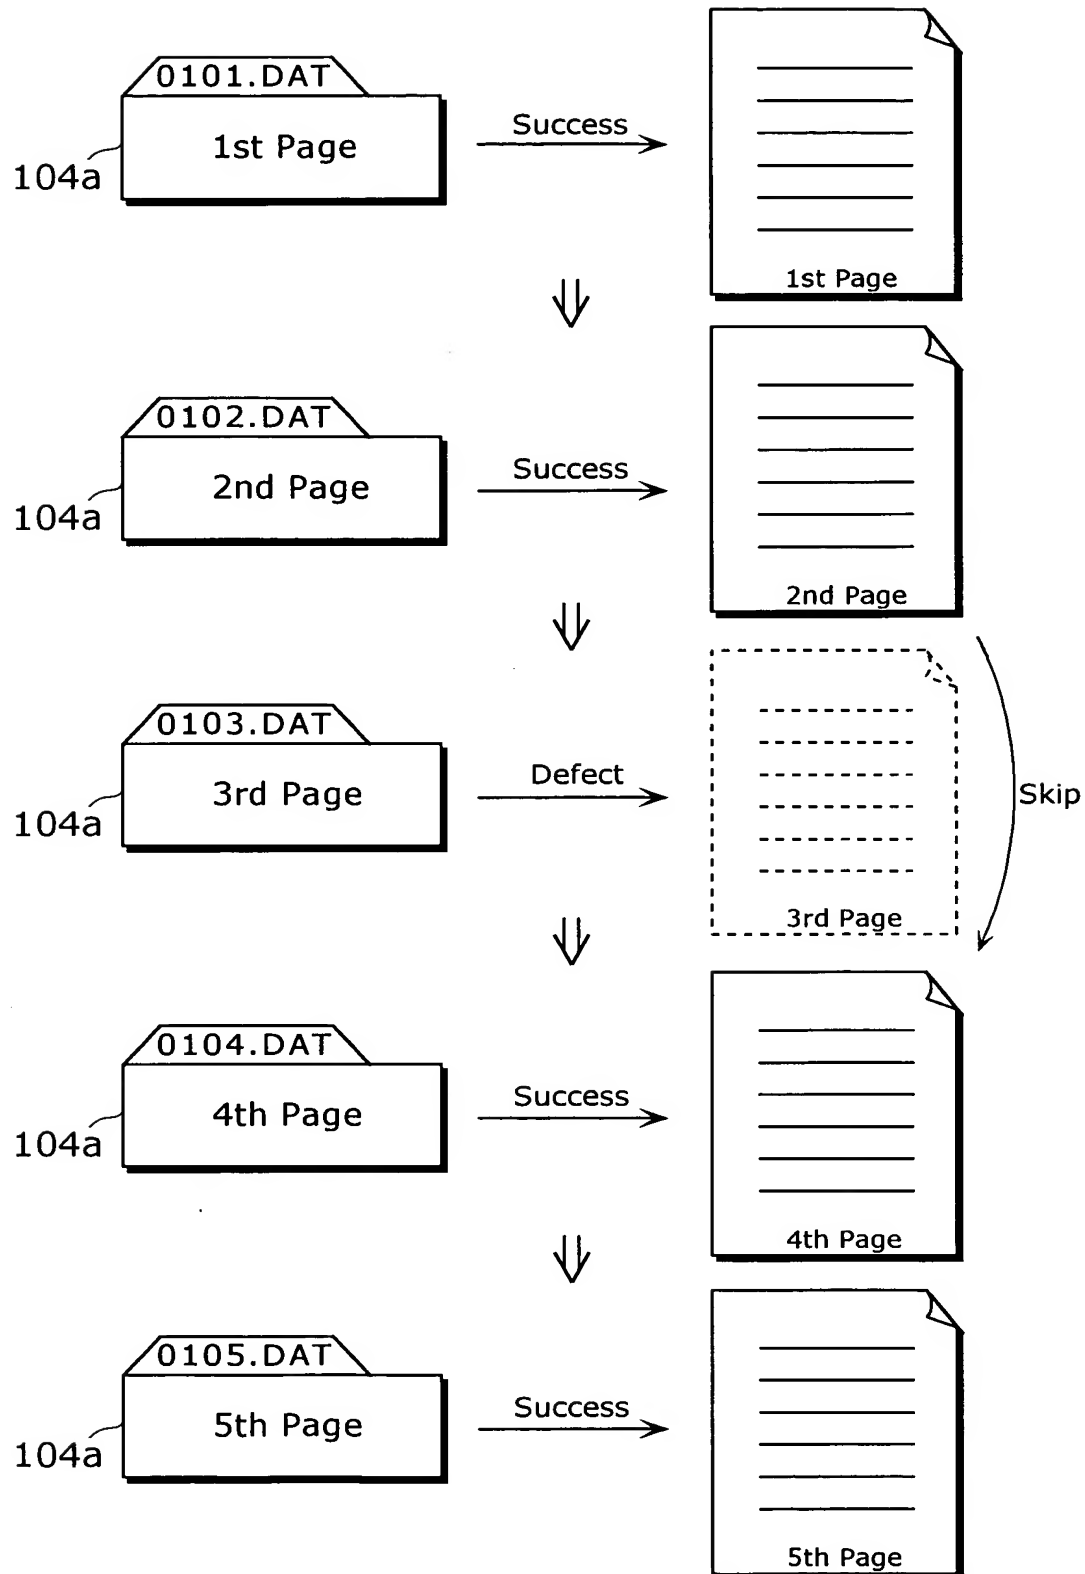 0101.DAT
1st Page
104a
Success
1st Page
0102.DAT
2nd Page
104a
Success
2nd Page
0103.DAT
3rd Page
104a
Defect
3rd Page
Skip
0104.DAT
4th Page
104a
Success
4th Page
0105.DAT
5th Page
104a
Success
5th Page